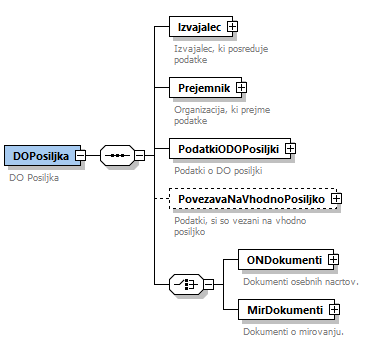 Izvajalec
Izvajalec, ki posreduje
podatke
Prejemnik
Organizacija, ki prejme
podatke
DOPosiljka
DO Posiljka
PodatkiODOPosiljki
Podatki o DO posiljki
PovezavaNaVhodnoPosiljko
Podatki, si so vezani na vhodno
posiljko
ONDokumenti
Dokumenti osebnih nacrtov.
MirDokumenti
Dokumenti o mirovanju.